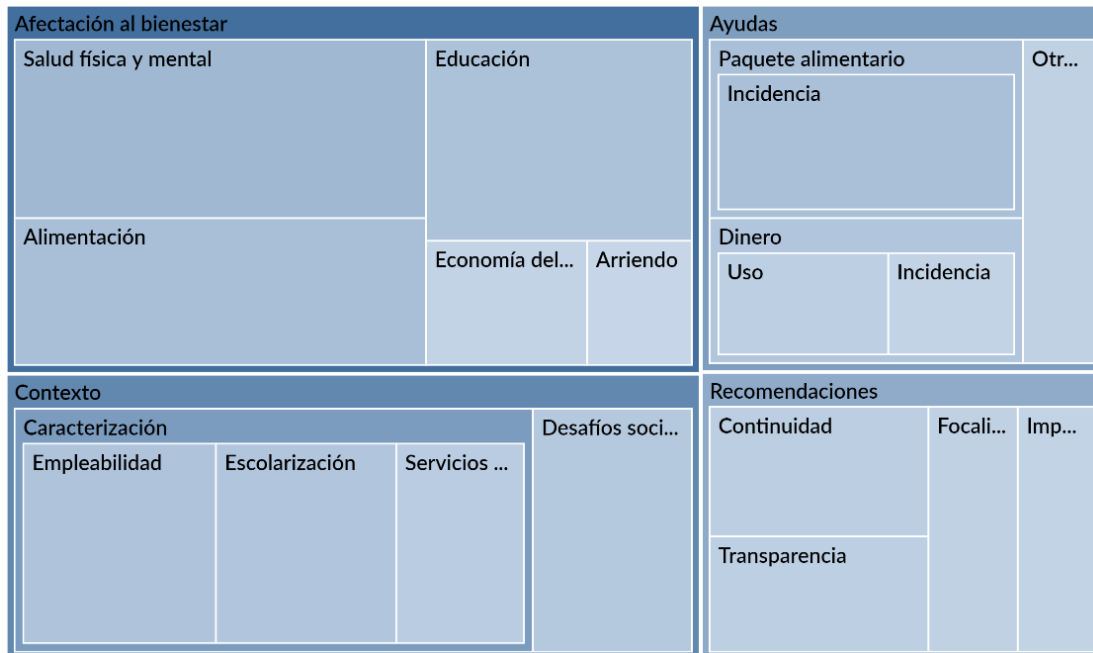 Afectación al bienestar
Salud física y mental
Educación
Alimentación
Economía del...
Arriendo
Ayudas
Paquete alimentario
Otr...
Incidencia
Dinero
Uso
Incidencia
Contexto
Caracterización
Desafíos soci...
Empleabilidad
Escolarización
Servicios ...
Recomendaciones
Continuidad
Focali...
Imp...
Transparencia